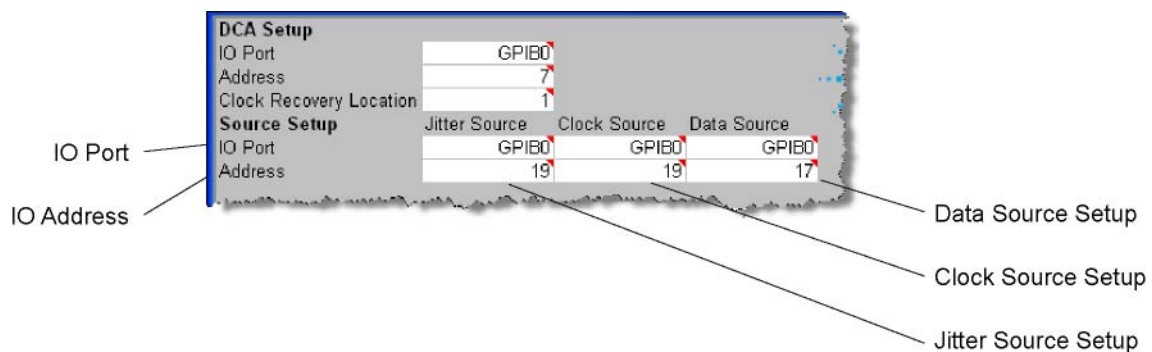 DCA Setup
IO Port GPIB0
Address 7
Clock Recovery Location 1
Source Setup Jitter Source Clock Source Data Source
IO Port GPIB0 GPIB0 GPIB0
Address 19 19 17
IO Port
IO Address
Data Source Setup
Clock Source Setup
Jitter Source Setup